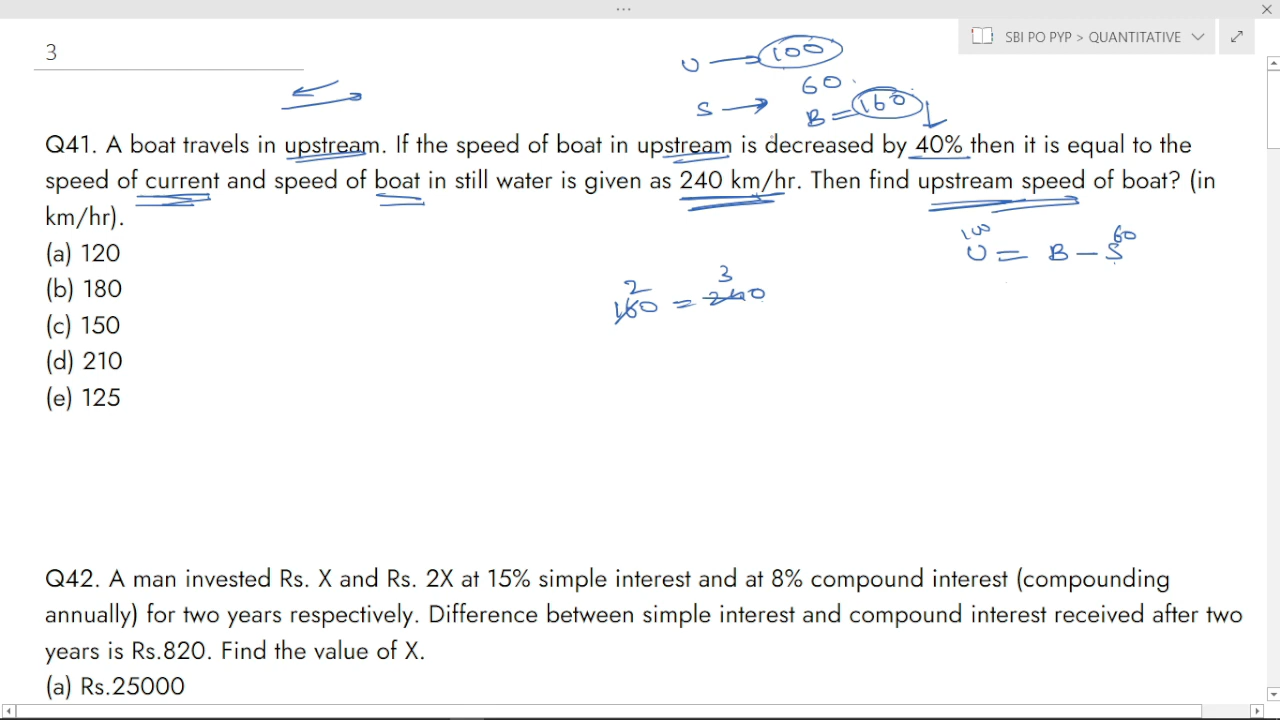 SBI PO PYP > QUANTITATIVE
3
U → 100
60
S →
B = 160
Q41. A boat travels in upstream. If the speed of boat in upstream is decreased by 40% then it is equal to the
speed of current and speed of boat in still water is given as 240 km/hr. Then find upstream speed of boat? (in
km/hr).
100 60
U = B - S
(a) 120
(b) 180
2 3
160 = 240
(c) 150
(d) 210
(e) 125
Q42. A man invested Rs. X and Rs. 2X at 15% simple interest and at 8% compound interest (compounding
annually) for two years respectively. Difference between simple interest and compound interest received after two
years is Rs.820. Find the value of X.
(a) Rs.25000